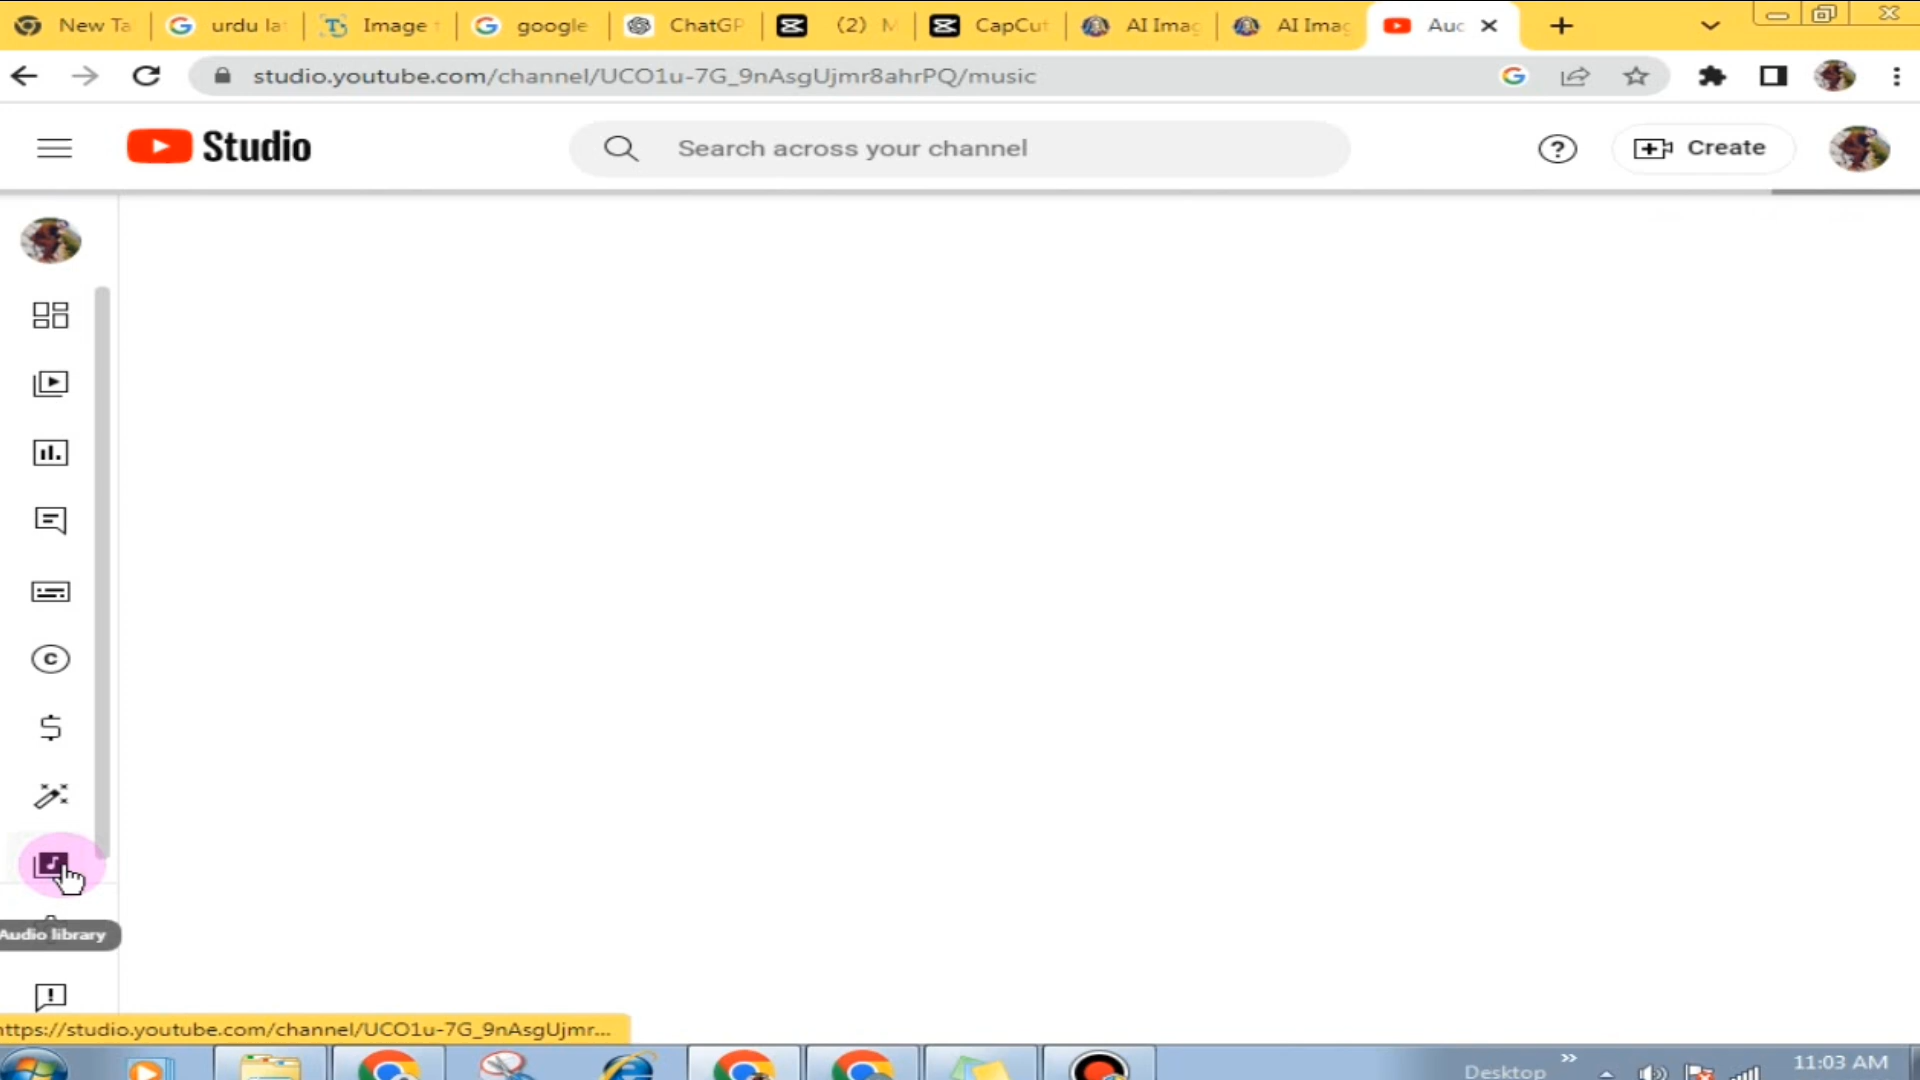 New Ta
urdu lat
Image t
google
ChatGP
(2) M
CapCut
AI Imag
AI Imag
Auc
studio.youtube.com/channel/UCO1u-7G_9nAsgUjmr8ahrPQ/music
Studio
Search across your channel
Create
Audio library
https://studio.youtube.com/channel/UCO1u-7G_9nAsgUjmr...
Desktop
11:03 AM